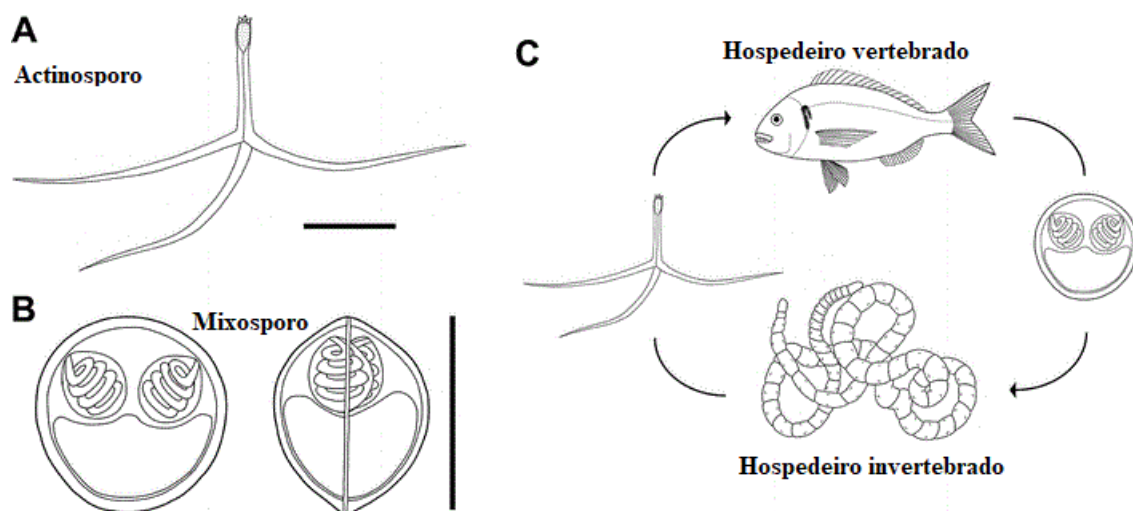 A
Actinosporo
B
Mixosporo
C
Hospedeiro vertebrado
Hospedeiro invertebrado